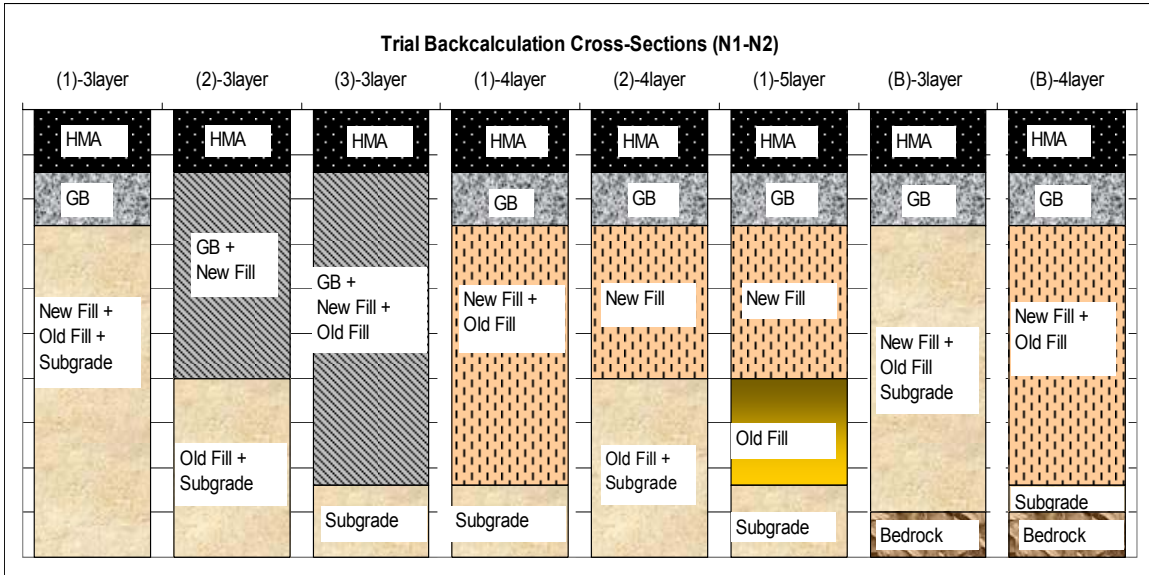 Trial Backcalculation Cross-Sections (N1-N2)
(1)-3layer (2)-3layer (3)-3layer (1)-4layer (2)-4layer (1)-5layer (B)-3layer (B)-4layer
HMA HMA HMA HMA HMA HMA HMA HMA
GB GB GB GB GB GB
New Fill +
Old Fill +
Subgrade
GB +
New Fill
Old Fill +
Subgrade
GB +
New Fill +
Old Fill
Subgrade
New Fill +
Old Fill
Subgrade
New Fill
Old Fill +
Subgrade
New Fill
Old Fill
Subgrade
New Fill +
Old Fill
Subgrade
Bedrock
New Fill +
Old Fill
Subgrade
Bedrock